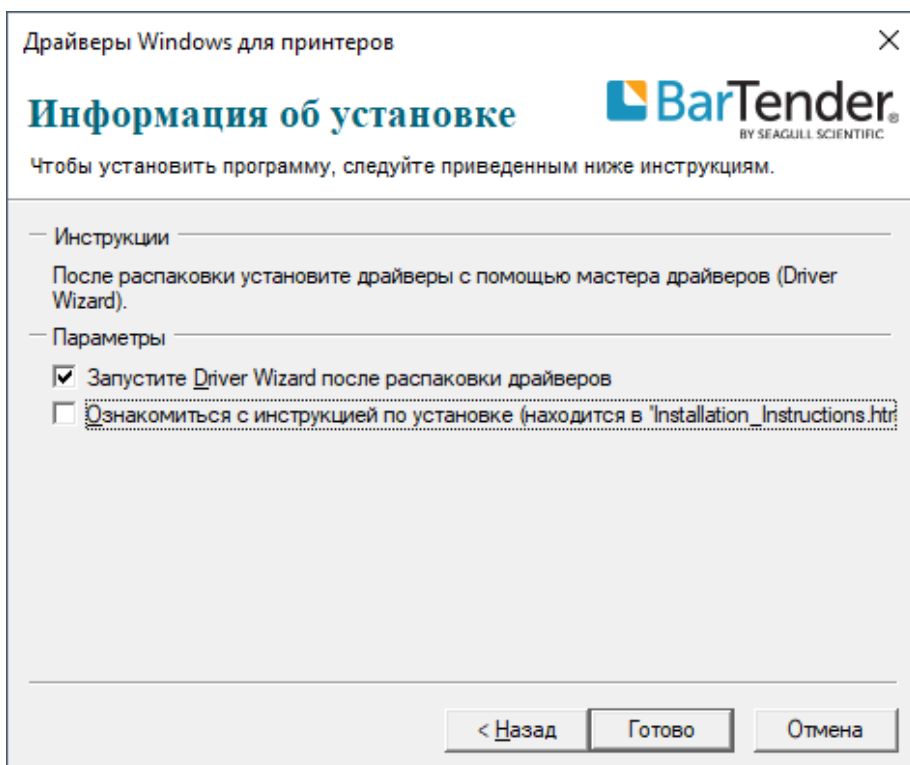 Драйверы Windows для принтеров
Информация об установке
BarTender®
BY SEAGULL SCIENTIFIC
Чтобы установить программу, следуйте приведенным ниже инструкциям.
Инструкции
После распаковки установите драйверы с помощью мастера драйверов (Driver
Wizard).
Параметры
Запустите Driver Wizard после распаковки драйверов
Ознакомиться с инструкцией по установке (находится в "Installation_Instructions.htr
< Назад
Готово
Отмена